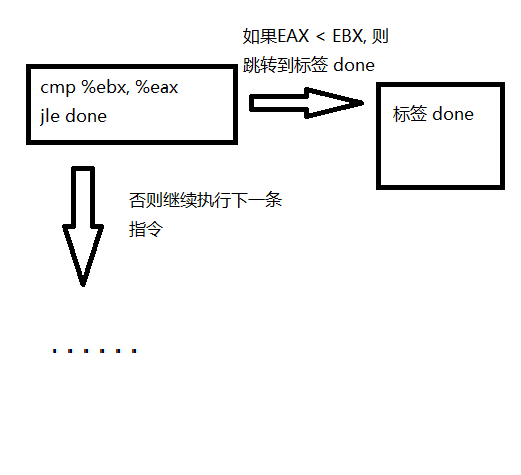 如果EAX < EBX, 则
跳转到标签 done
cmp %ebx, %eax
jle done
标签 done
否则继续执行下一条
指令
. . . . . .